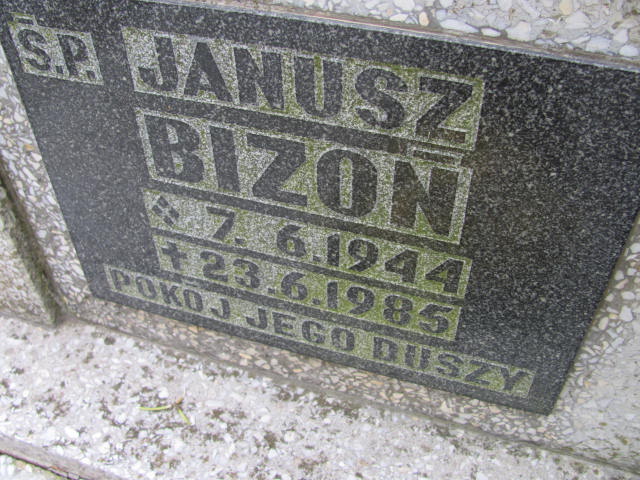 Ś.P. JANUSZ
BIZOŃ
7. 6.1944
✝ 23.6.1985
POKÓJ JEGO DUSZY